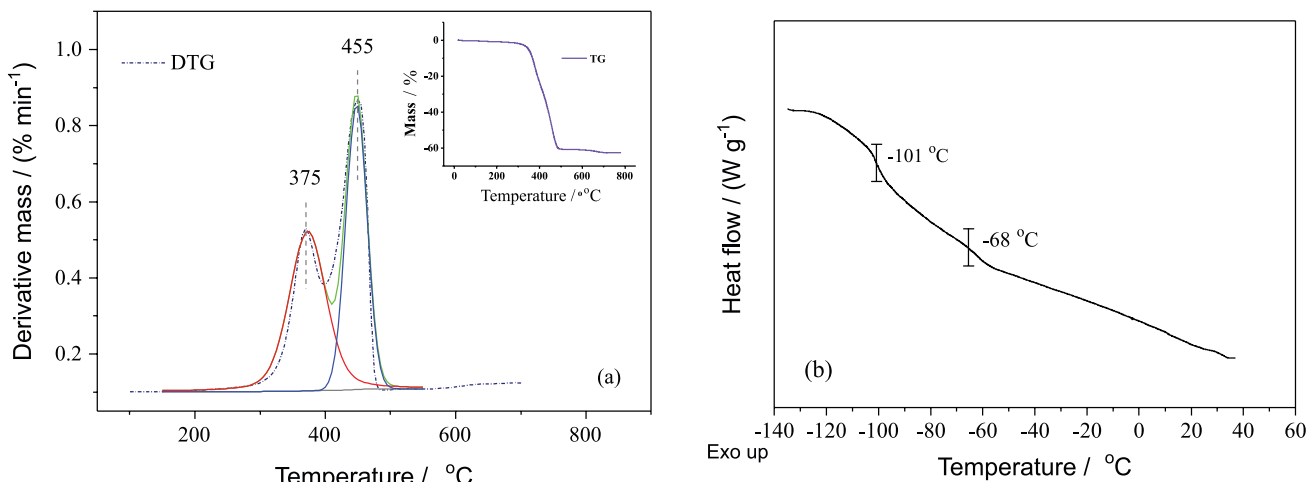 Derivative mass / (% min⁻¹)
1.0
0.8
0.6
0.4
0.2
DTG
375
455
(a)
200
400
600
800
Temperature / °C
Mass / %
0
-20
-40
-60
TG
0
200
400
600
800
Temperature / °C
Heat flow / (W g⁻¹)
-101 °C
-68 °C
(b)
-140
-120
-100
-80
-60
-40
-20
0
20
40
60
Exo up
Temperature / °C